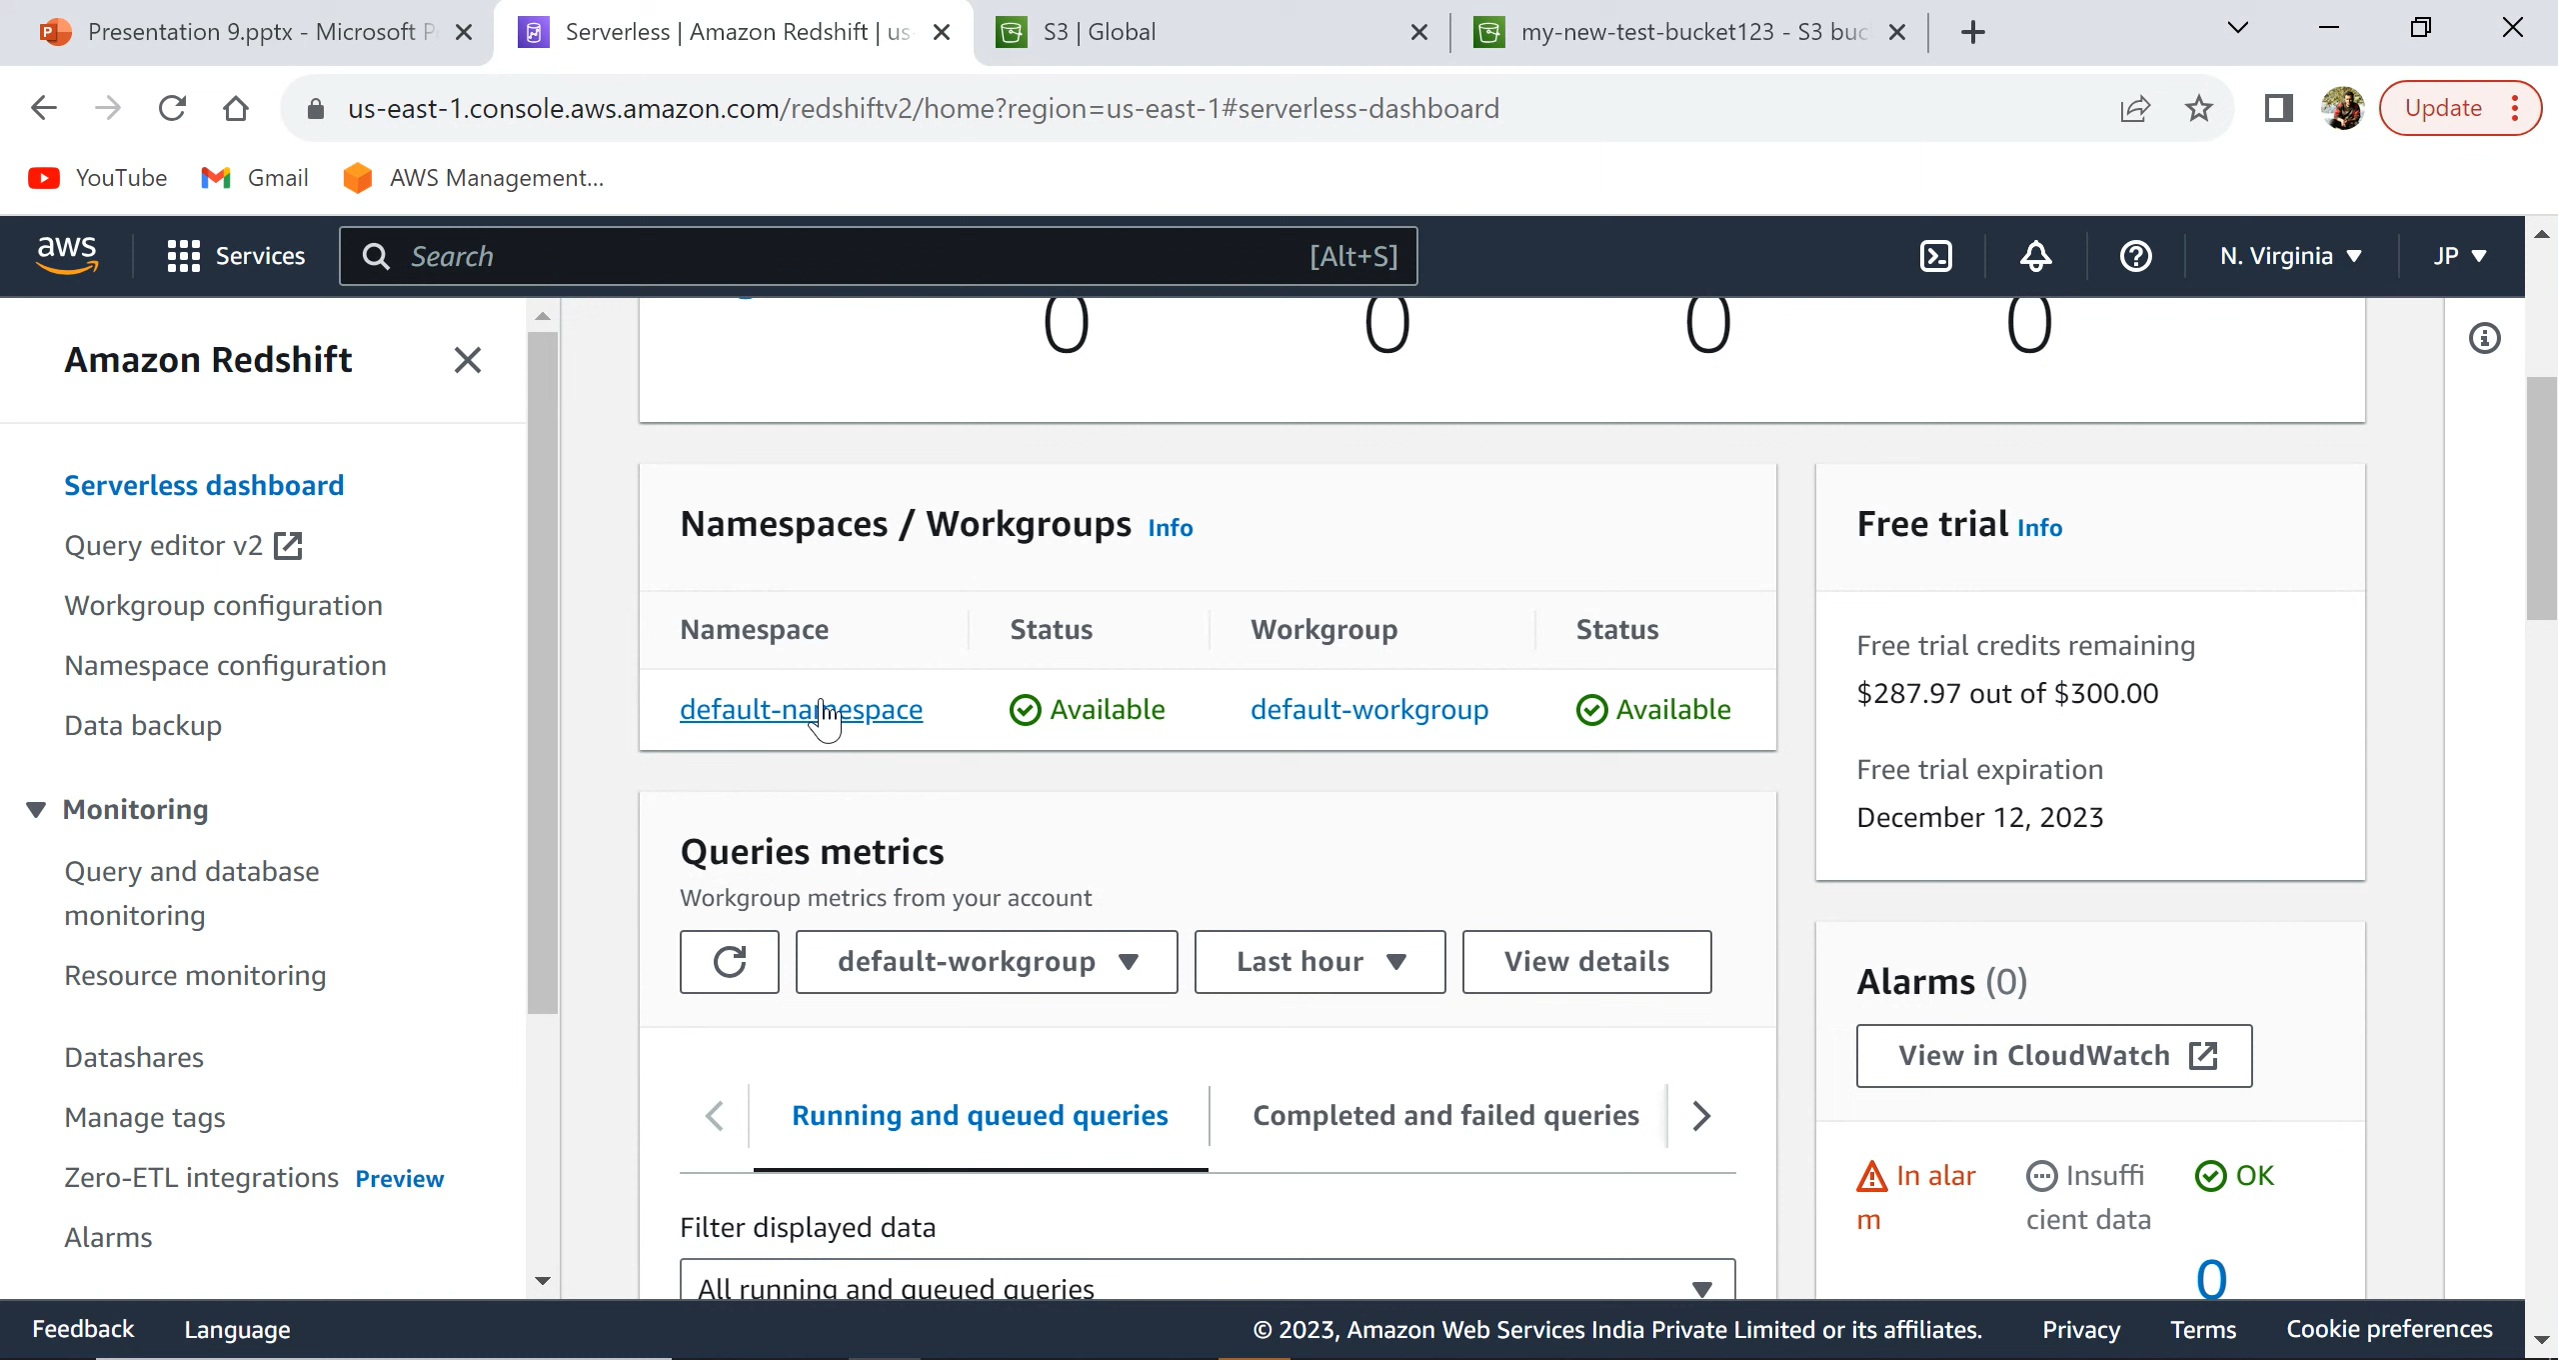 Presentation 9.pptx - Microsoft P
Serverless | Amazon Redshift | us-
S3 | Global
my-new-test-bucket123 - S3 buc
us-east-1.console.aws.amazon.com/redshiftv2/home?region=us-east-1#serverless-dashboard
Update
YouTube
Gmail
AWS Management...
aws
Services
Search
[Alt+S]
N. Virginia
JP
Amazon Redshift
Serverless dashboard
Query editor v2
Workgroup configuration
Namespace configuration
Data backup
Monitoring
Query and database
monitoring
Resource monitoring
Datashares
Manage tags
Zero-ETL integrations Preview
Alarms
0 0 0 0
Namespaces / Workgroups Info
Namespace Status Workgroup Status
default-namespace Available default-workgroup Available
Queries metrics
Workgroup metrics from your account
default-workgroup
Last hour
View details
Running and queued queries
Completed and failed queries
Filter displayed data
All running and queued queries
Free trial Info
Free trial credits remaining
$287.97 out of $300.00
Free trial expiration
December 12, 2023
Alarms (0)
View in CloudWatch
In alar
m
Insuffi
cient data
OK
0
Feedback
Language
© 2023, Amazon Web Services India Private Limited or its affiliates.
Privacy
Terms
Cookie preferences